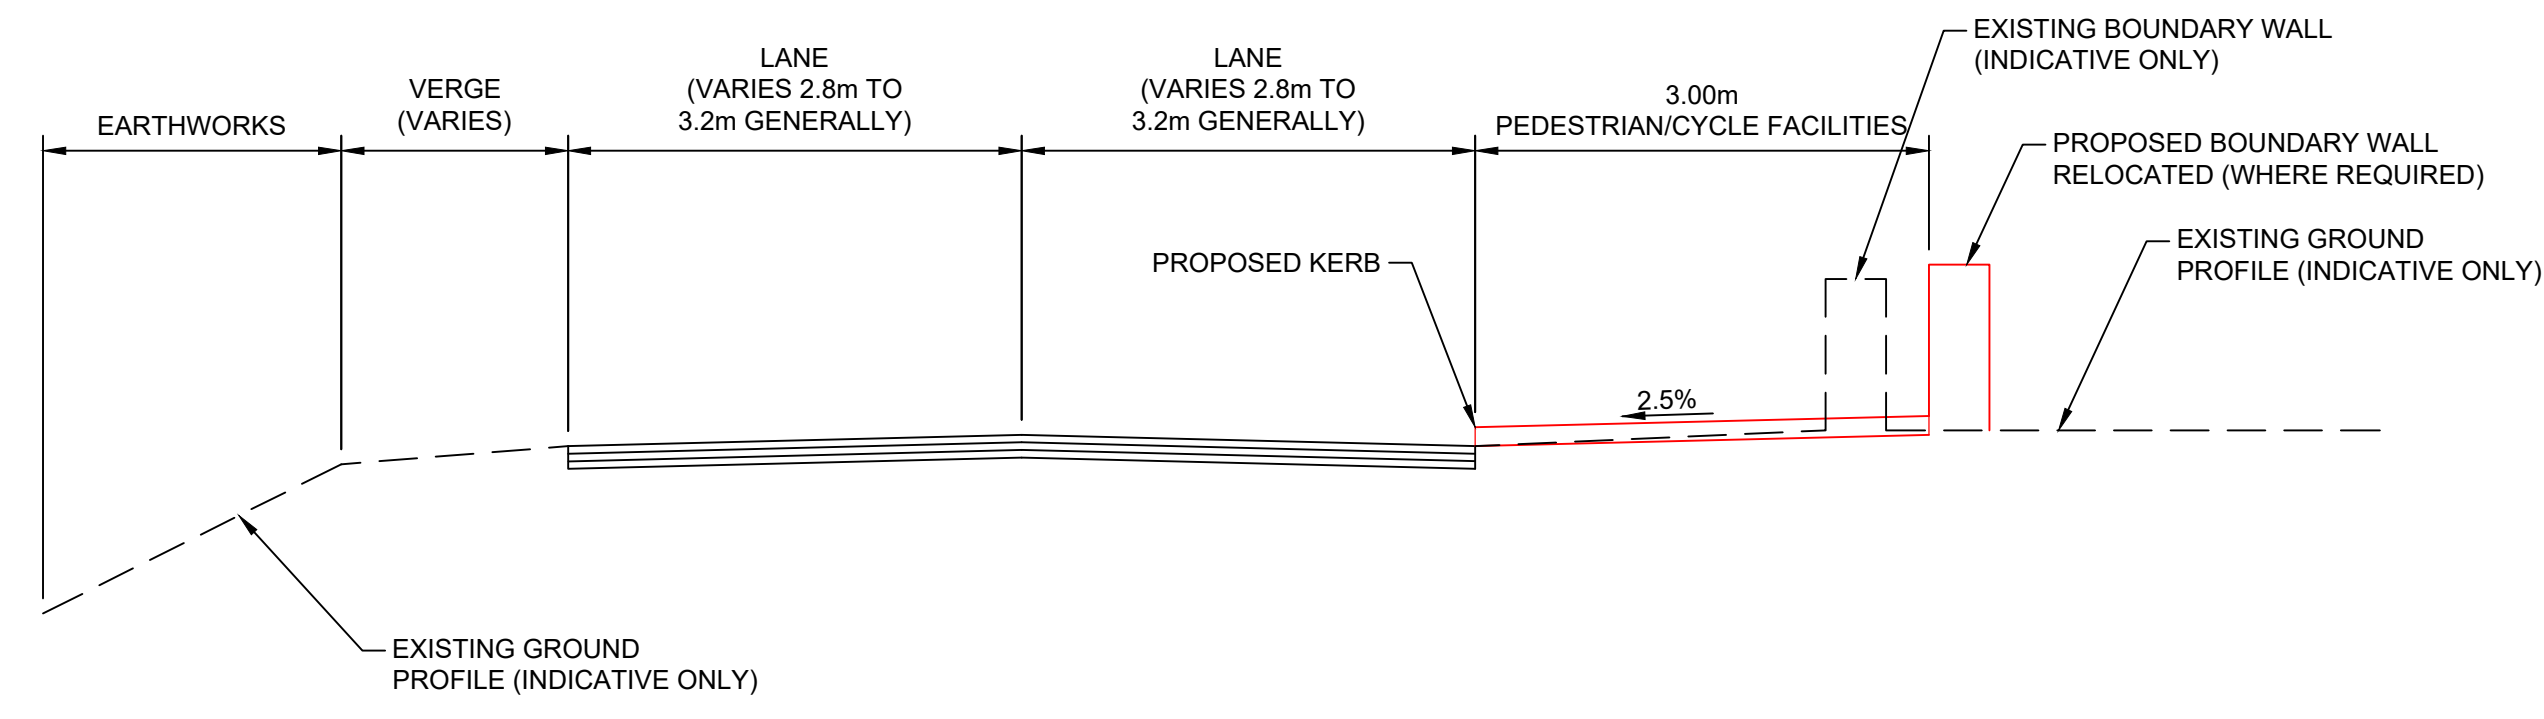 EARTHWORKS
VERGE
(VARIES)
LANE
(VARIES 2.8m TO
3.2m GENERALLY)
LANE
(VARIES 2.8m TO
3.2m GENERALLY)
3.00m
PEDESTRIAN/CYCLE FACILITIES
EXISTING BOUNDARY WALL
(INDICATIVE ONLY)
PROPOSED BOUNDARY WALL
RELOCATED (WHERE REQUIRED)
EXISTING GROUND
PROFILE (INDICATIVE ONLY)
PROPOSED KERB
2.5%
EXISTING GROUND
PROFILE (INDICATIVE ONLY)